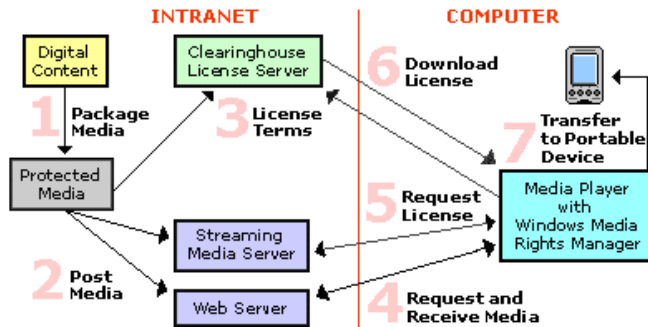 INTRANET
COMPUTER
Digital
Content
Clearinghouse
License Server
6 Download
License
1 Package
Media
3 License
Terms
7 Transfer
to Portable
Device
Protected
Media
5 Request
License
Media Player
with
Windows Media
Rights Manager
Streaming
Media Server
2 Post
Media
Web Server
4 Request and
Receive Media